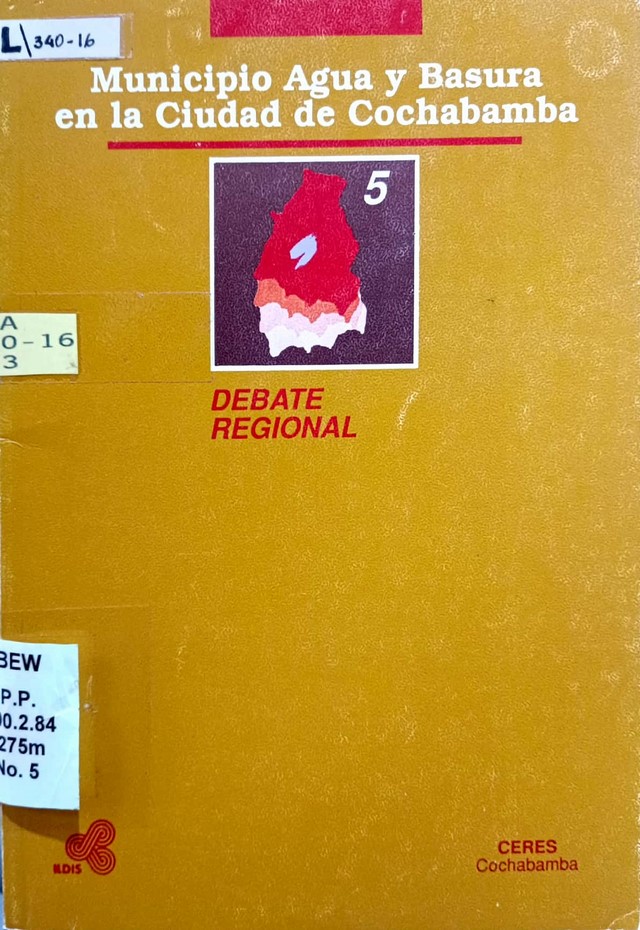 L\340-16
Municipio Agua y Basura
en la Ciudad de Cochabamba
5
DEBATE
REGIONAL
A
0-16
3
BEW
P.P.
00.2.84
275m
No. 5
ILDIS
CERES
Cochabamba